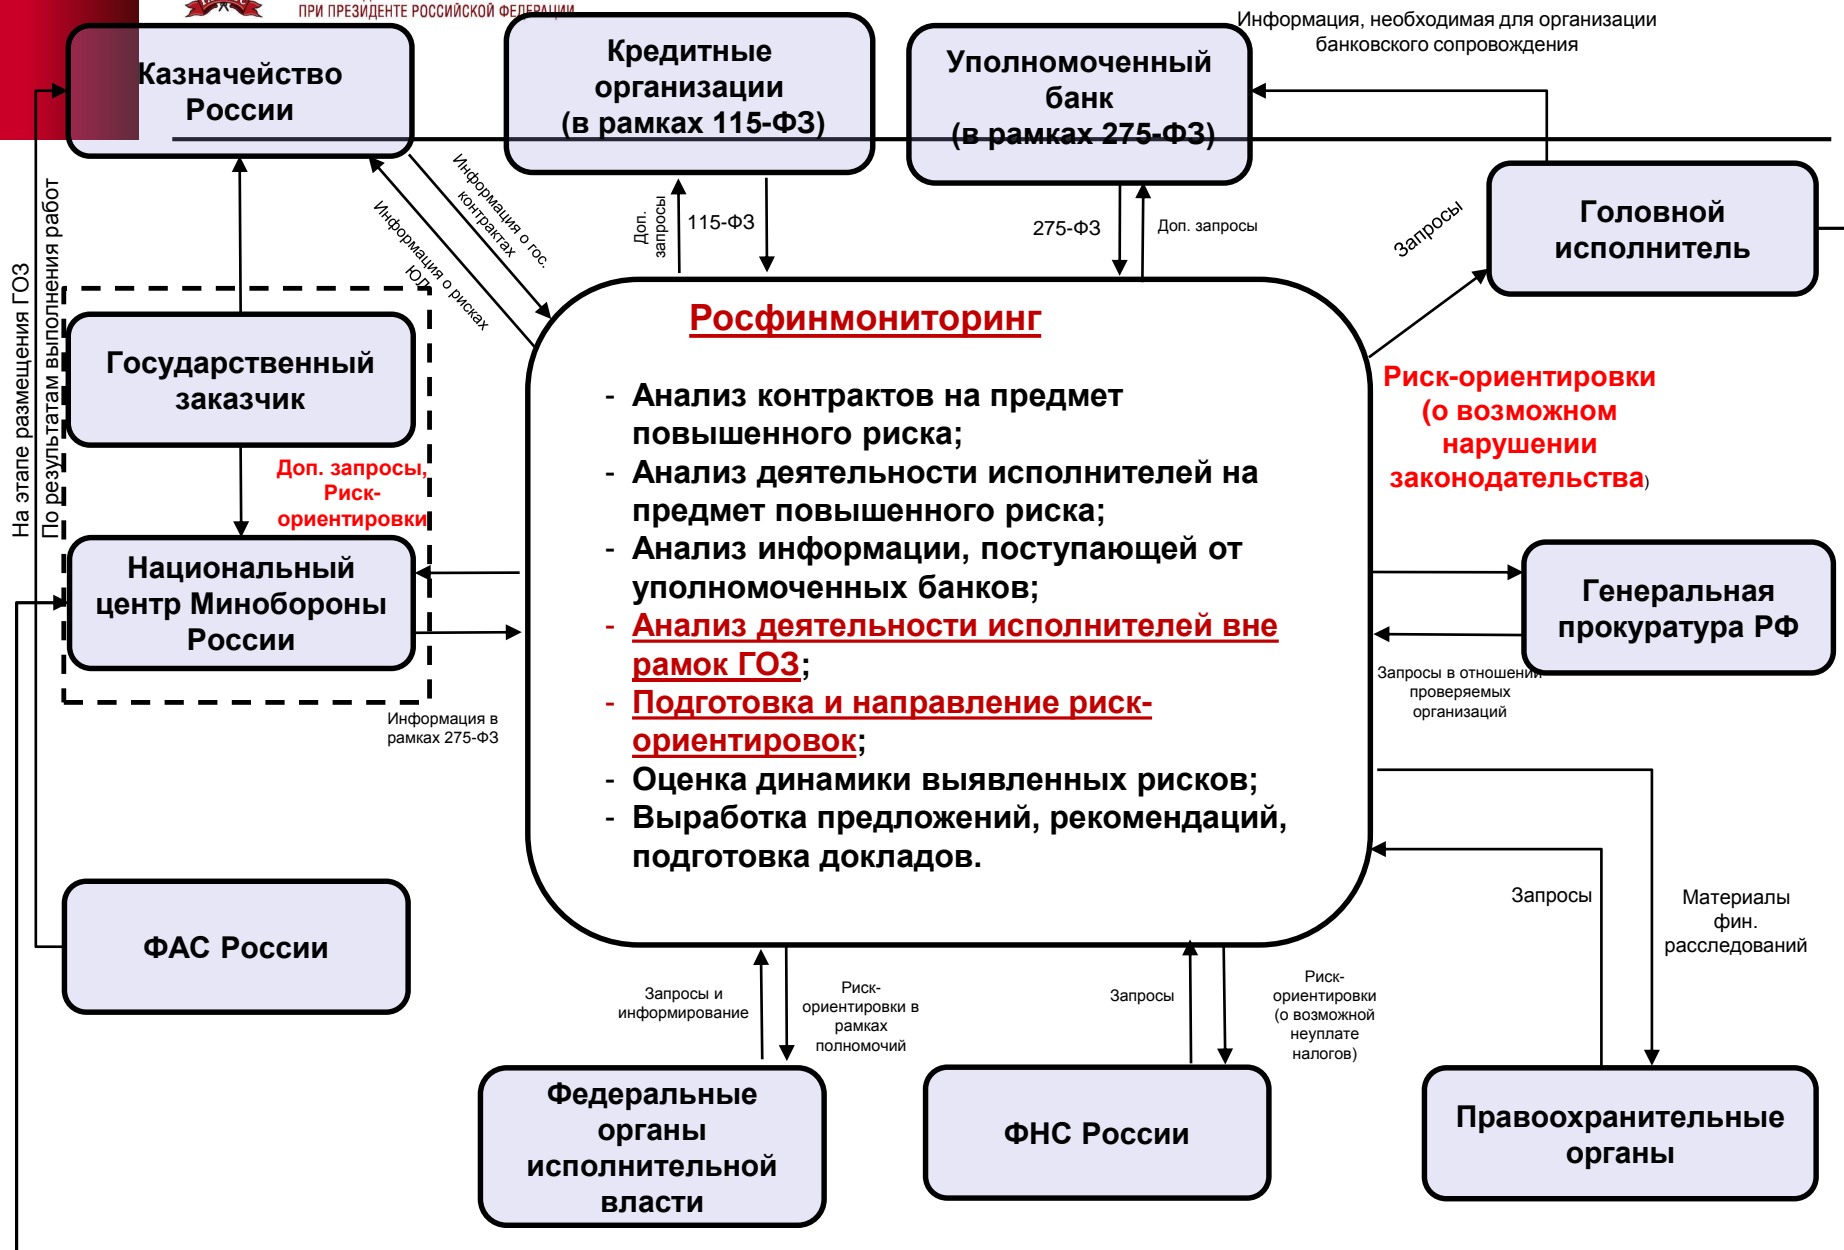 ПРИ ПРЕЗИДЕНТЕ РОССИЙСКОЙ ФЕДЕРАЦИИ
Казначейство
России
Кредитные
организации
(в рамках 115-ФЗ)
Уполномоченный
банк
(в рамках 275-ФЗ)
Информация, необходимая для организации
банковского сопровождения
Головной
исполнитель
Запросы
Информация о гос.
контрактах
Информация о рисках
ЮЛ
Доп.
запросы
115-ФЗ
275-ФЗ
Доп. запросы
На этапе размещения ГОЗ
По результатам выполнения работ
Государственный
заказчик
Доп. запросы,
Риск-
ориентировки
Национальный
центр Минобороны
России
Информация в
рамках 275-ФЗ
Росфинмониторинг
- Анализ контрактов на предмет
повышенного риска;
- Анализ деятельности исполнителей на
предмет повышенного риска;
- Анализ информации, поступающей от
уполномоченных банков;
- Анализ деятельности исполнителей вне
рамок ГОЗ;
- Подготовка и направление риск-
ориентировок;
- Оценка динамики выявленных рисков;
- Выработка предложений, рекомендаций,
подготовка докладов.
Риск-ориентировки
(о возможном
нарушении
законодательства)
Генеральная
прокуратура РФ
Запросы в отношении
проверяемых
организаций
ФАС России
Запросы
Материалы
фин.
расследований
Запросы и
информирование
Риск-
ориентировки в
рамках
полномочий
Запросы
Риск-
ориентировки
(о возможной
неуплате
налогов)
Федеральные
органы
исполнительной
власти
ФНС России
Правоохранительные
органы